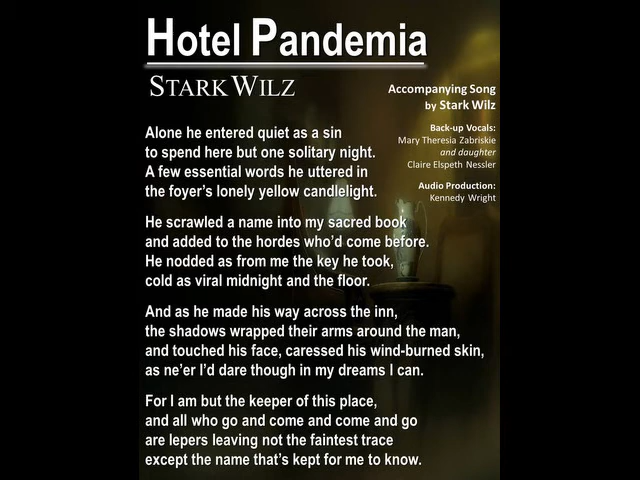 Hotel Pandemia
STARK WILZ
Accompanying Song
by Stark Wilz
Back-up Vocals:
Mary Theresia Zabriskie
and daughter
Claire Elspeth Nessler
Audio Production:
Kennedy Wright
Alone he entered quiet as a sin
to spend here but one solitary night.
A few essential words he uttered in
the foyer’s lonely yellow candlelight.
He scrawled a name into my sacred book
and added to the hordes who’d come before.
He nodded as from me the key he took,
cold as viral midnight and the floor.
And as he made his way across the inn,
the shadows wrapped their arms around the man,
and touched his face, caressed his wind-burned skin,
as ne’er I’d dare though in my dreams I can.
For I am but the keeper of this place,
and all who go and come and come and go
are lepers leaving not the faintest trace
except the name that’s kept for me to know.